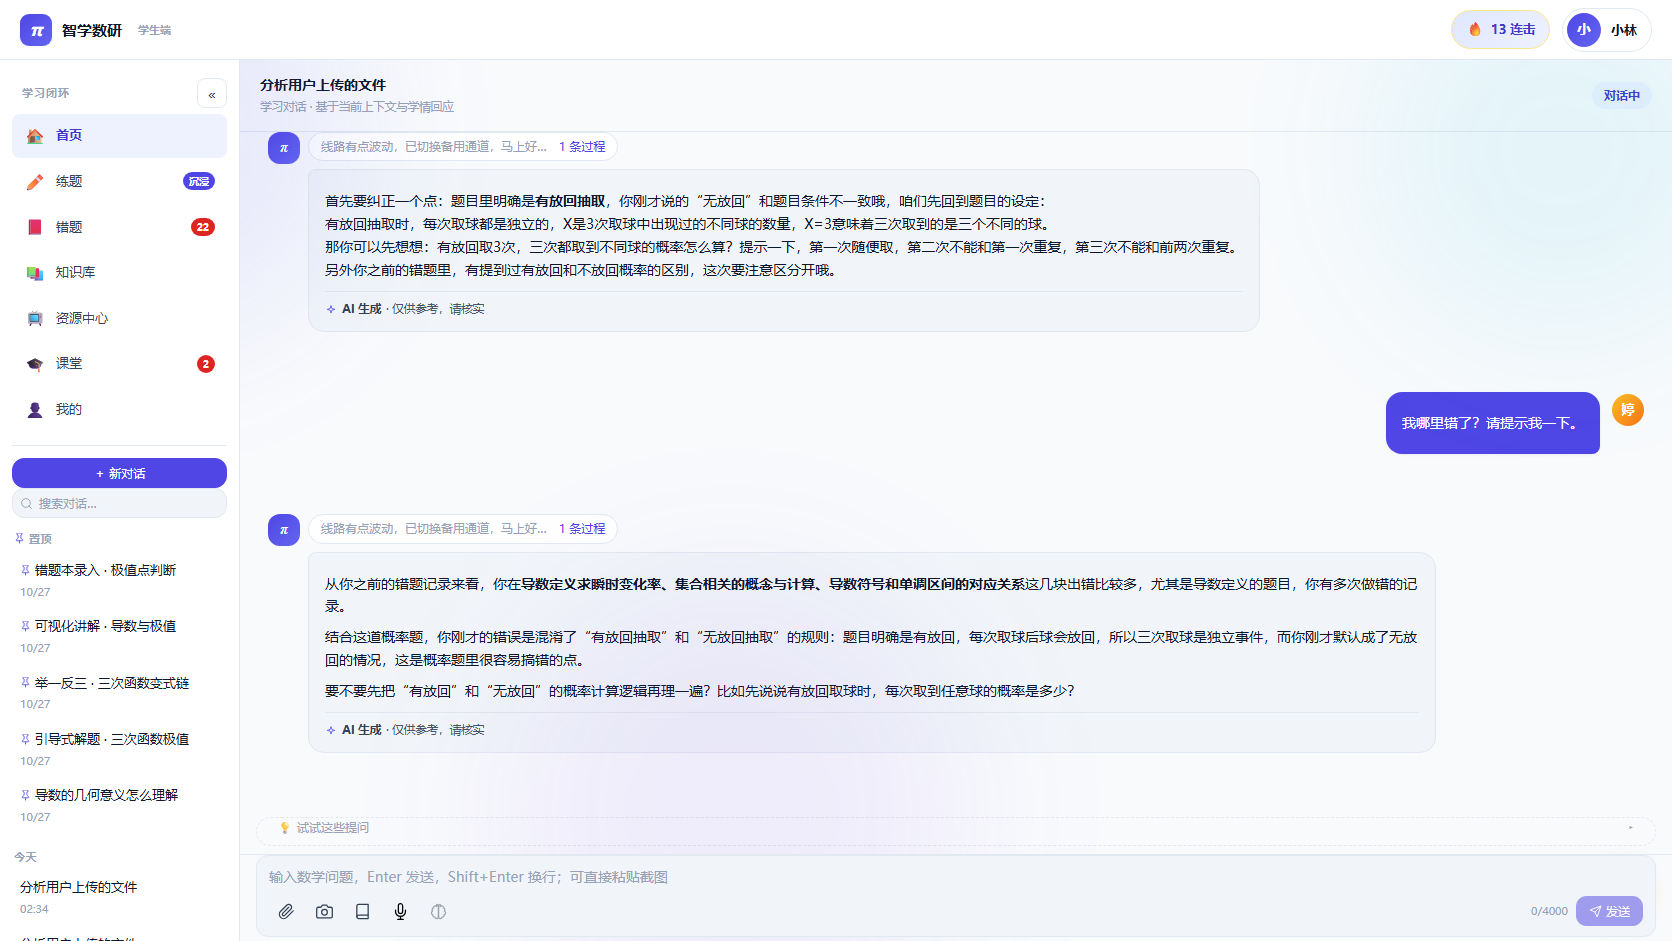 π 智学数研 学生端
13 连击
小 小林
学习闭环 «
首页
练题 沉浸
错题 22
知识库
资源中心
课堂 2
我的
+ 新对话
搜索对话...
置顶
错题本录入 · 极值点判断
10/27
可视化讲解 · 导数与极值
10/27
举一反三 · 三次函数变式链
10/27
引导式解题 · 三次函数极值
10/27
导数的几何意义怎么理解
10/27
今天
分析用户上传的文件
02:34
分析用户上传的文件
分析用户上传的文件
学习对话 · 基于当前上下文与学情回应
对话中
π 线路有点波动，已切换备用通道，马上好... 1 条过程
首先要纠正一个点：题目里明确是有放回抽取，你刚才说的“无放回”和题目条件不一致哦，咱们先回到题目的设定：
有放回抽取时，每次取球都是独立的，X是3次取球中出现过的不同球的数量，X=3意味着三次取到的是三个不同的球。
那你可以先想想：有放回取3次，三次都取到不同球的概率怎么算？提示一下，第一次随便取，第二次不能和第一次重复，第三次不能和前两次重复。
另外你之前的错题里，有提到过有放回和不放回概率的区别，这次要注意区分开哦。
AI 生成 · 仅供参考，请核实
我哪里错了？请提示我一下。
婷
π 线路有点波动，已切换备用通道，马上好... 1 条过程
从你之前的错题记录来看，你在导数定义求瞬时变化率、集合相关的概念与计算、导数符号和单调区间的对应关系这几块出错比较多，尤其是导数定义的题目，你有多次做错的记
录。
结合这道概率题，你刚才的错误是混淆了“有放回抽取”和“无放回抽取”的规则：题目明确是有放回，每次取球后球会放回，所以三次取球是独立事件，而你刚才默认成了无放
回的情况，这是概率题里很容易搞错的点。
要不要先把“有放回”和“无放回”的概率计算逻辑再理一遍？比如先说说有放回取球时，每次取到任意球的概率是多少？
AI 生成 · 仅供参考，请核实
试试这些提问
输入数学问题，Enter 发送，Shift+Enter 换行；可直接粘贴截图
0/4000 发送